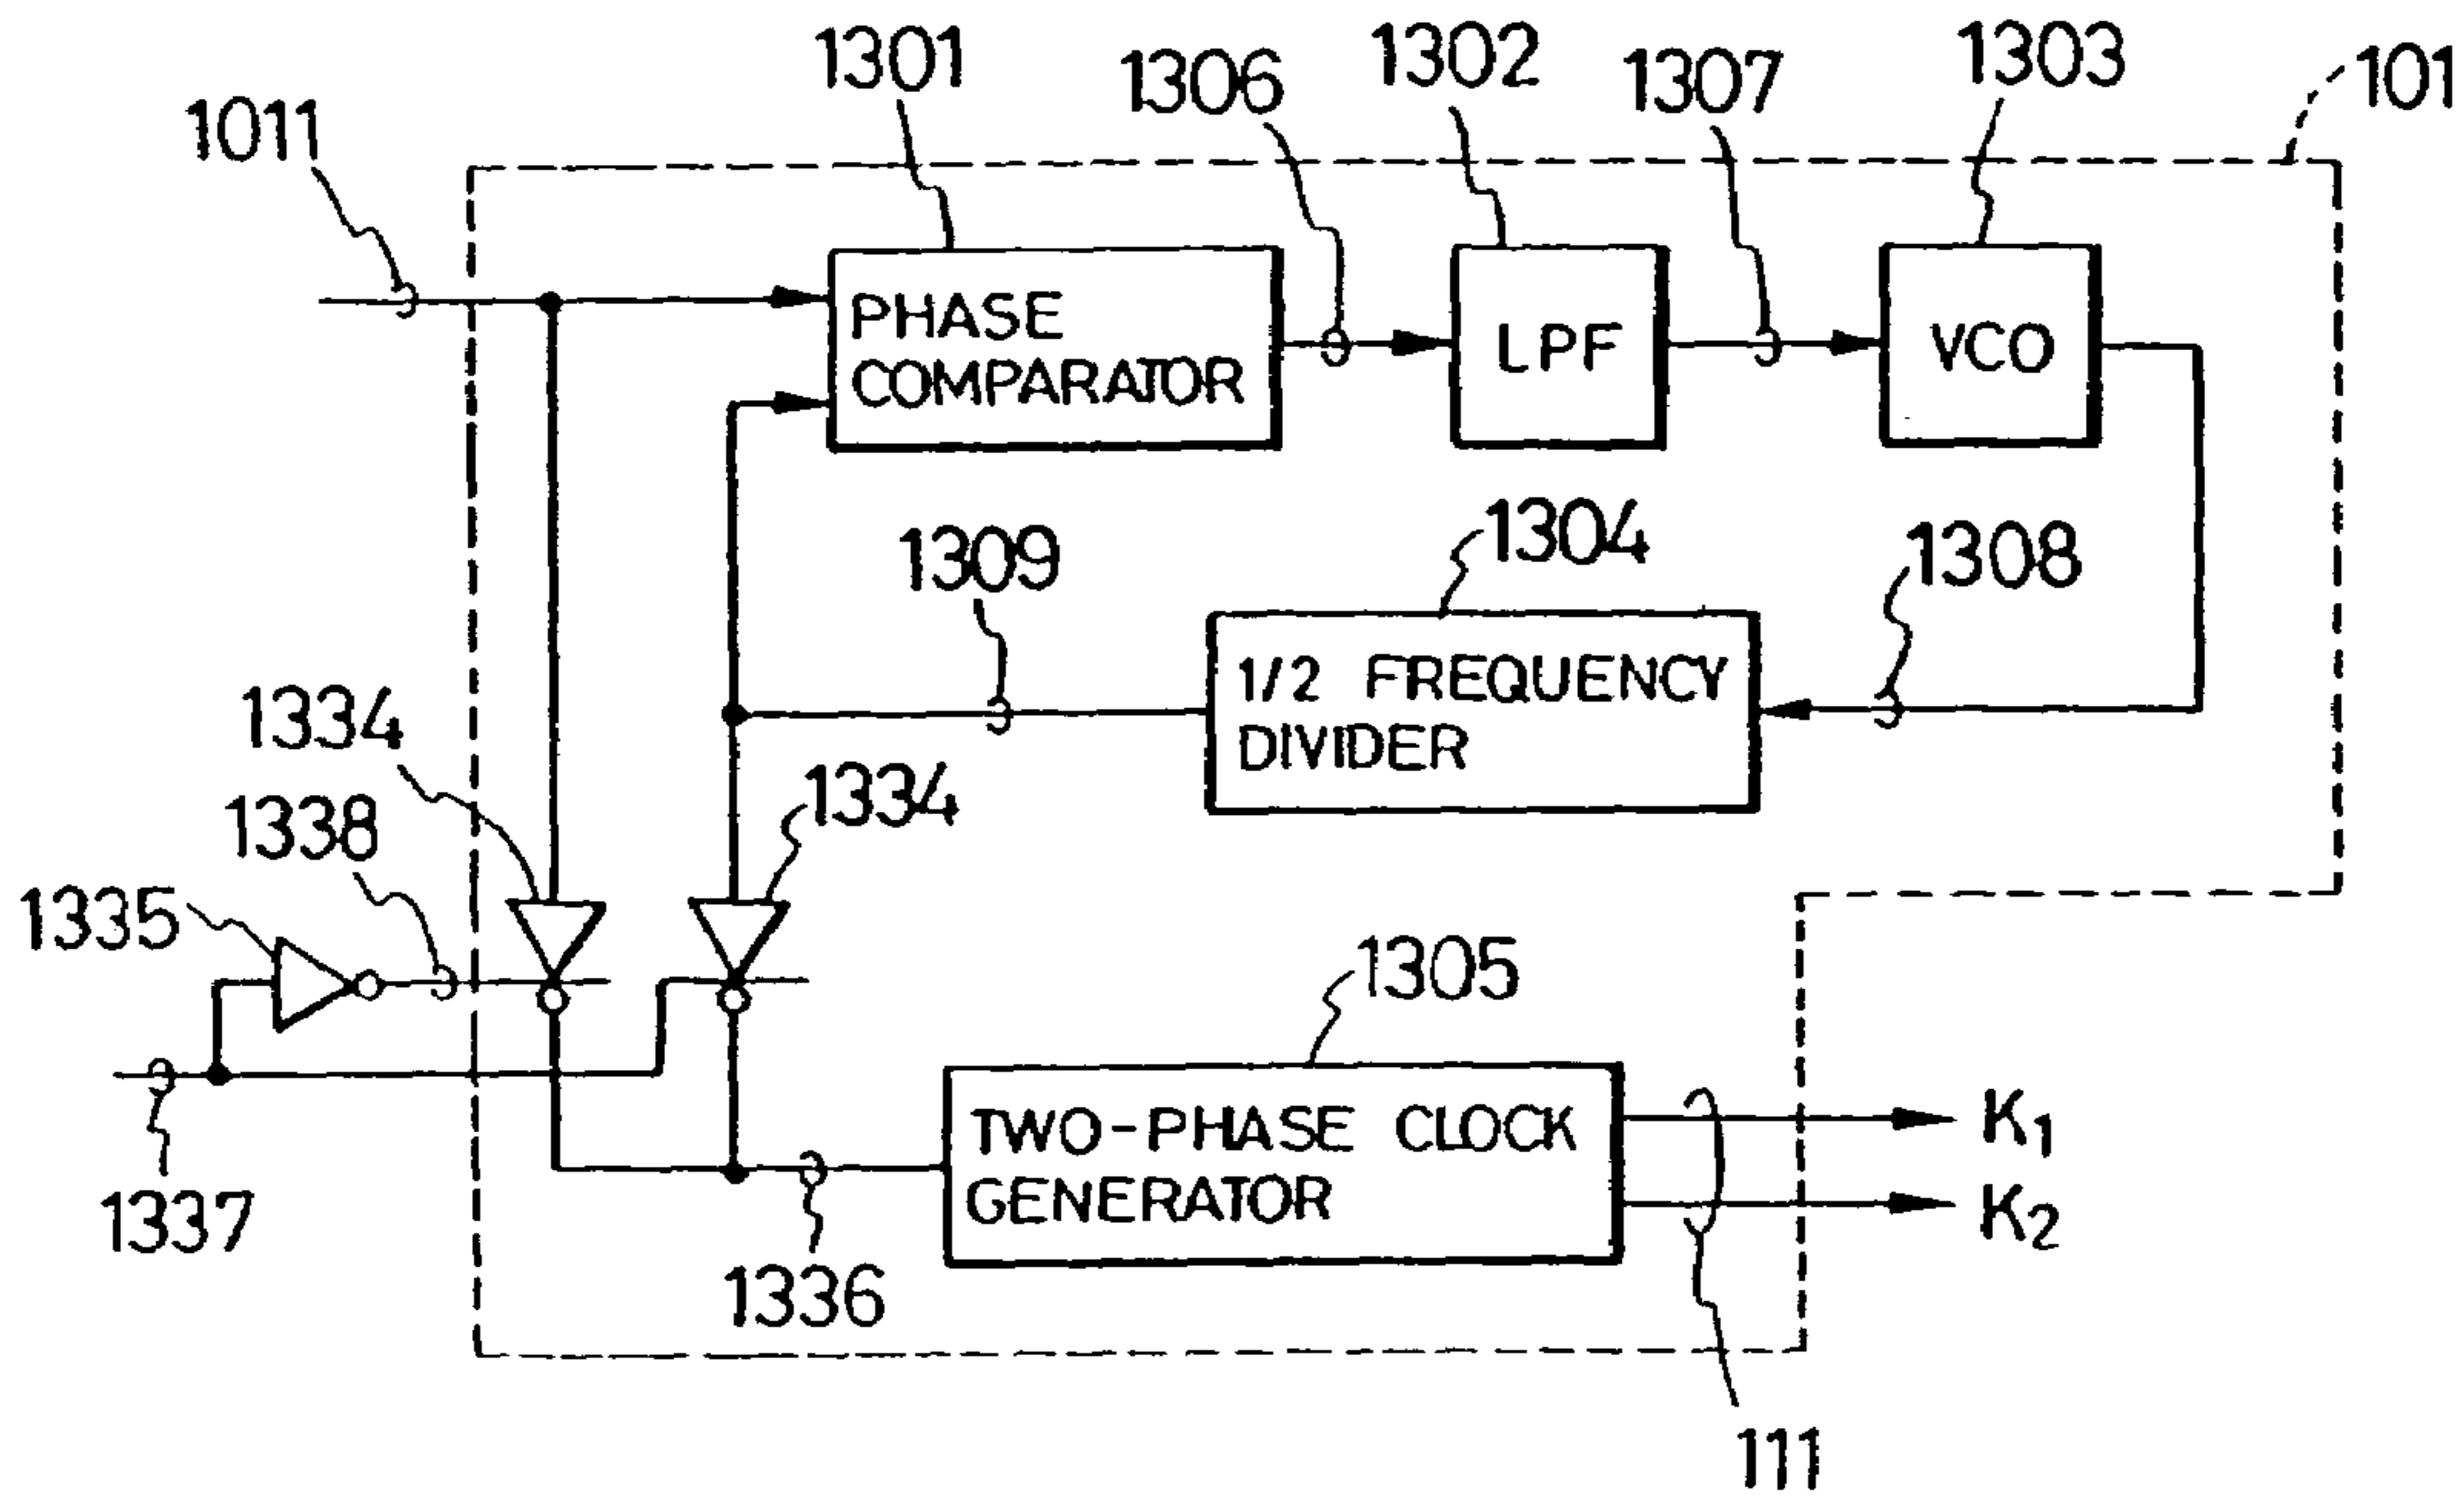 1301
1306
1302
1307
1303
101
1011
PHASE
COMPARATOR
LPF
VCO
1309
1304
1308
1/2 FREQUENCY
DIVIDER
1334
1338
1334
1335
1305
TWO-PHASE CLOCK
GENERATOR
K1
K2
1337
1336
111